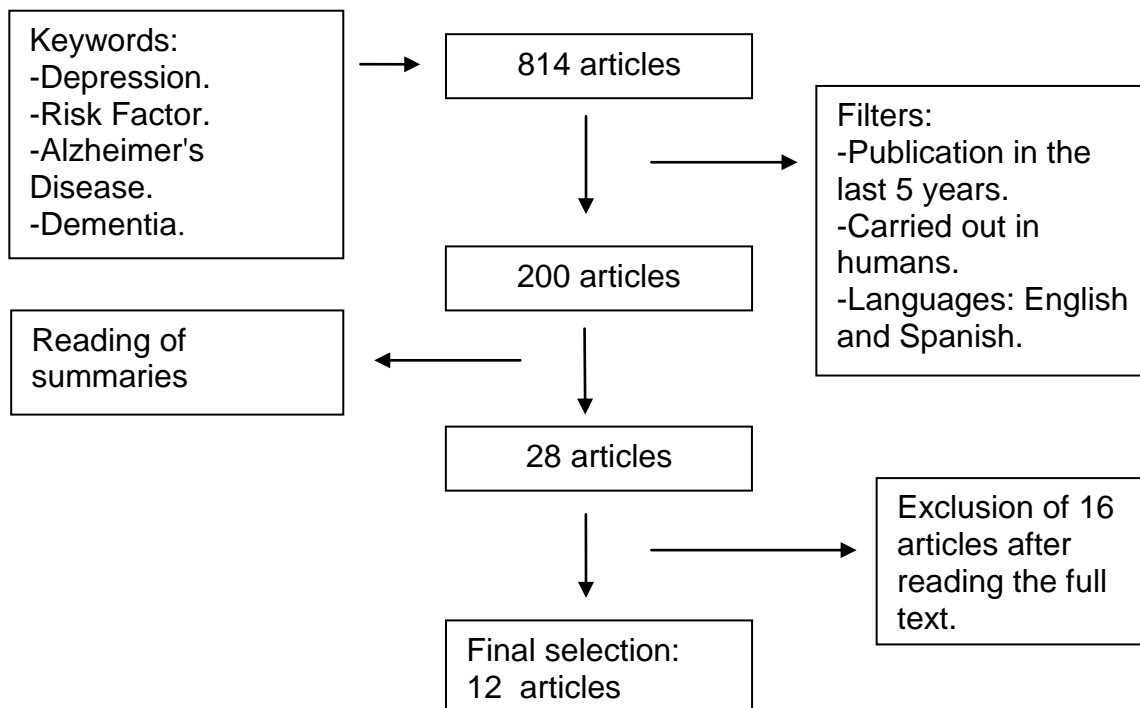 Keywords:
-Depression.
-Risk Factor.
-Alzheimer's
Disease.
-Dementia.
814 articles
Filters:
-Publication in the
last 5 years.
-Carried out in
humans.
-Languages: English
and Spanish.
200 articles
Reading of
summaries
28 articles
Exclusion of 16
articles after
reading the full
text.
Final selection:
12 articles